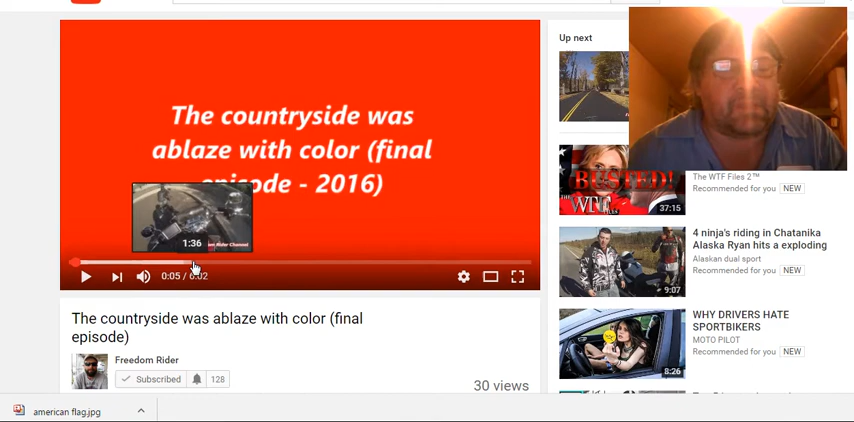 The countryside was
ablaze with color (final
episode - 2016)
1:36
0:05 / 6:02
The countryside was ablaze with color (final
episode)
Freedom Rider
Subscribed
128
30 views
Up next
BUSTED!
THE WTF FILES
37:15
The WTF Files 2™
Recommended for you NEW
4 ninja's riding in Chatanika
Alaska Ryan hits a exploding
Alaskan dual sport
Recommended for you NEW
9:07
WHY DRIVERS HATE
SPORTBIKERS
MOTO PILOT
Recommended for you NEW
8:26
american flag.jpg